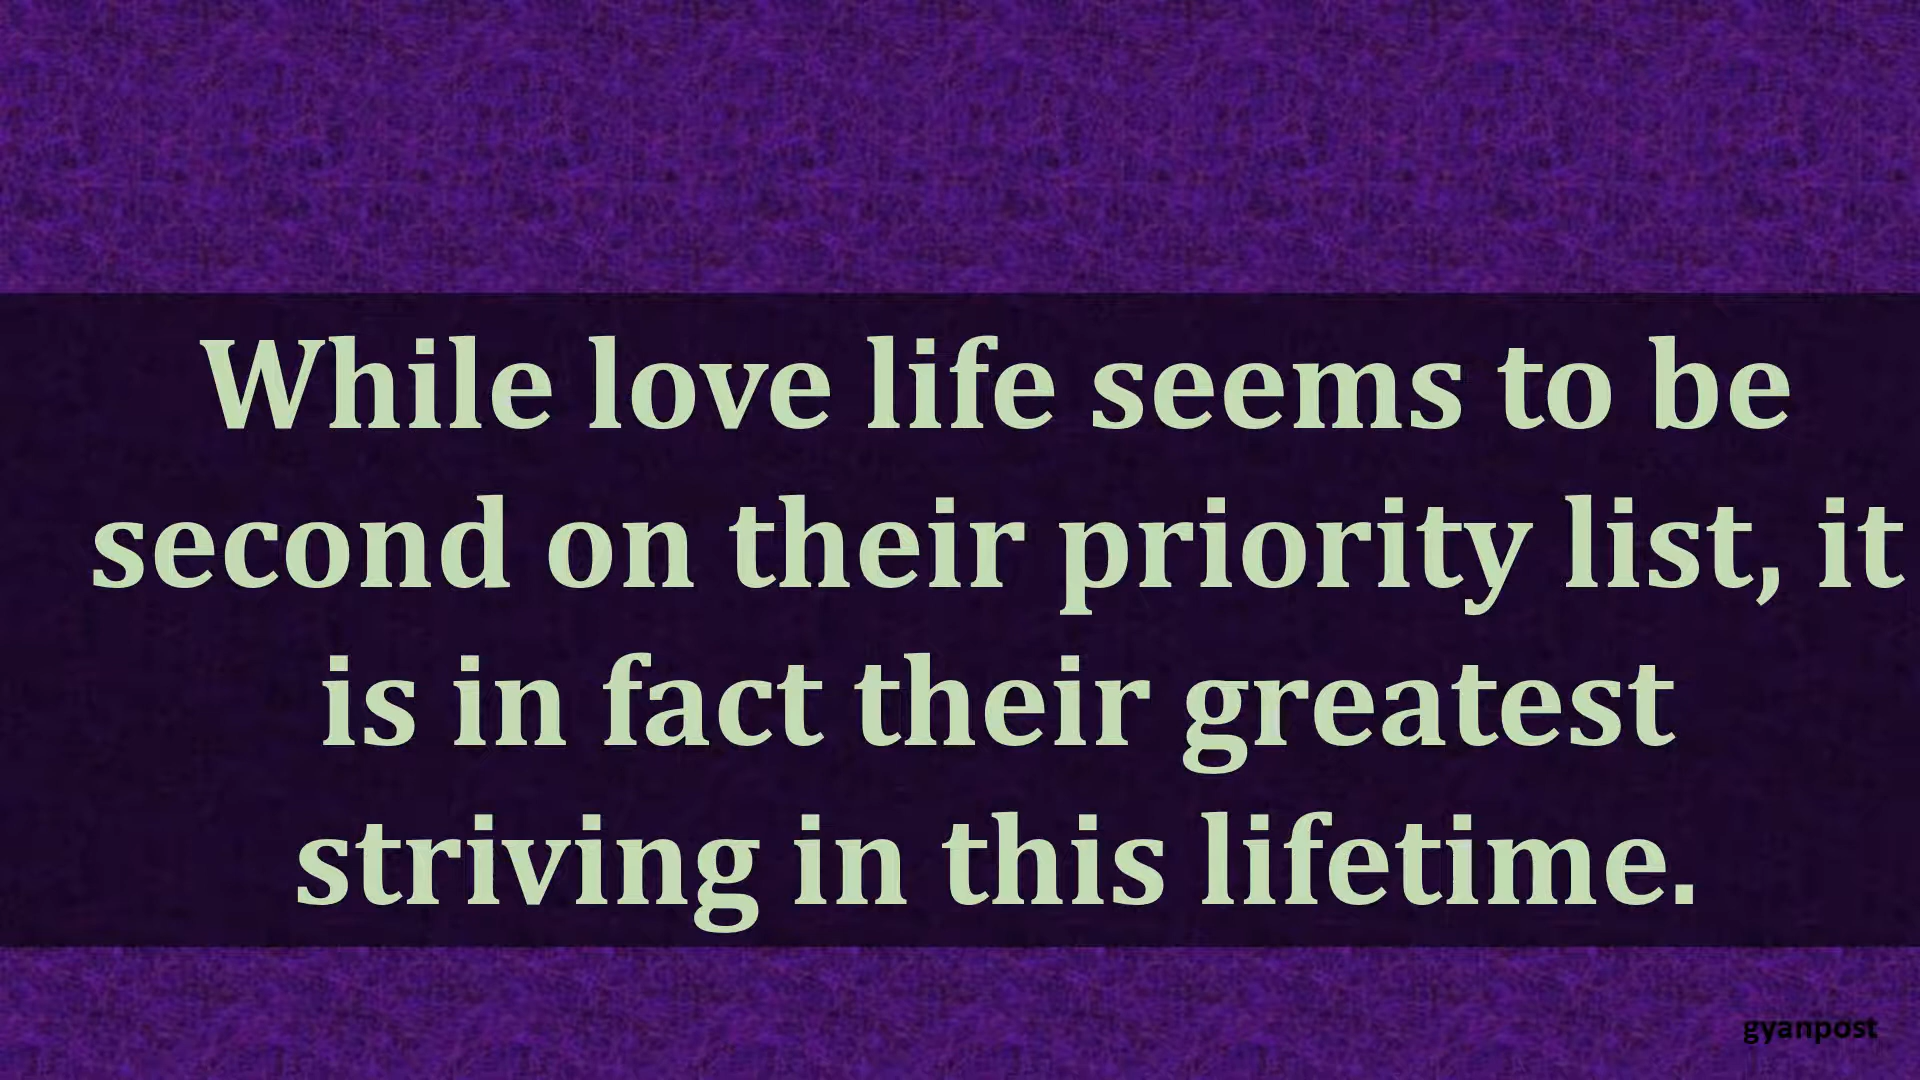 While love life seems to be
second on their priority list, it
is in fact their greatest
striving in this lifetime.
gyanpost